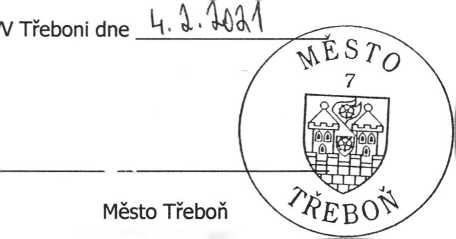 V Třeboni dne 4. 2. 2021
MĚSTO
7
TŘEBOŇ
Město Třeboň